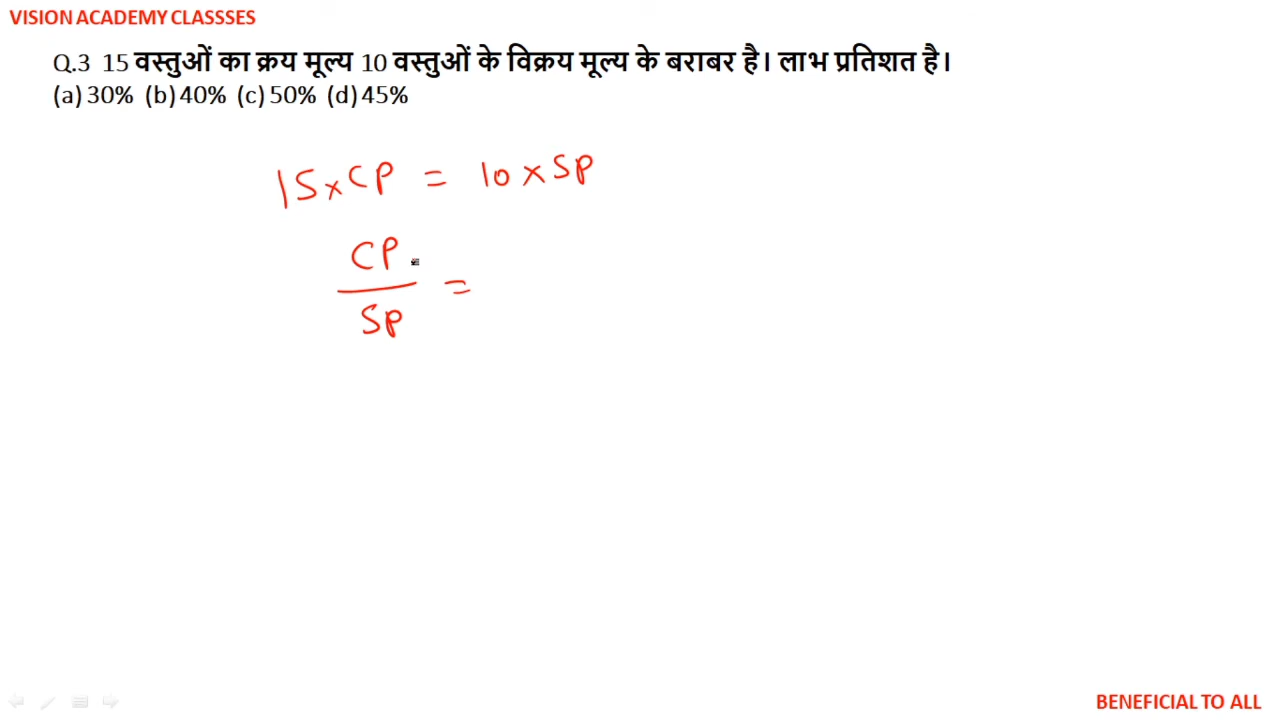 VISION ACADEMY CLASSSES
Q.3 15 वस्तुओं का क्रय मूल्य 10 वस्तुओं के विक्रय मूल्य के बराबर है। लाभ प्रतिशत है।
(a) 30% (b) 40% (c) 50% (d) 45%
15 x CP = 10 x SP
CP
=
SP
BENEFICIAL TO ALL